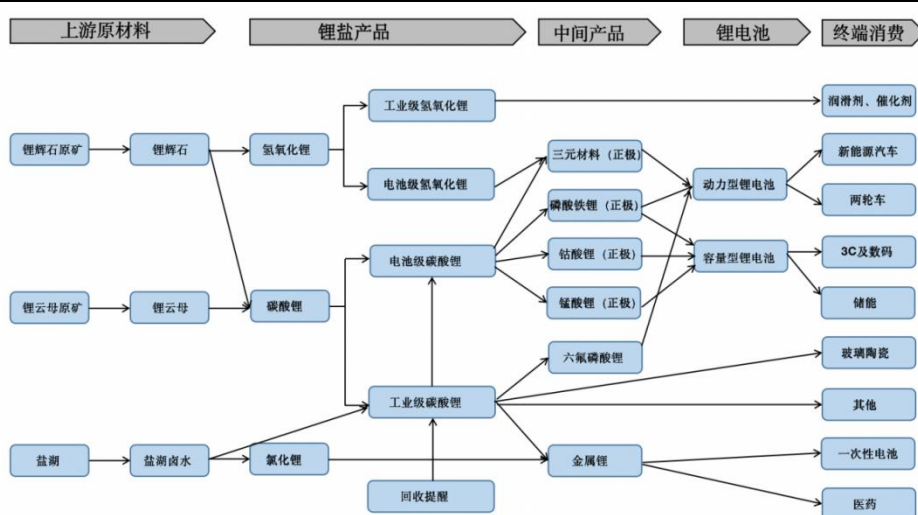 上游原材料
锂盐产品
中间产品
锂电池
终端消费
工业级氢氧化锂
润滑剂、催化剂
锂辉石原矿
锂辉石
氢氧化锂
三元材料（正极）
新能源汽车
电池级氢氧化锂
动力型锂电池
磷酸铁锂（正极）
两轮车
电池级碳酸锂
钴酸锂（正极）
容量型锂电池
3C及数码
锂云母原矿
锂云母
碳酸锂
锰酸锂（正极）
储能
六氟磷酸锂
玻璃陶瓷
工业级碳酸锂
其他
盐湖
盐湖卤水
氯化锂
金属锂
一次性电池
回收提醒
医药